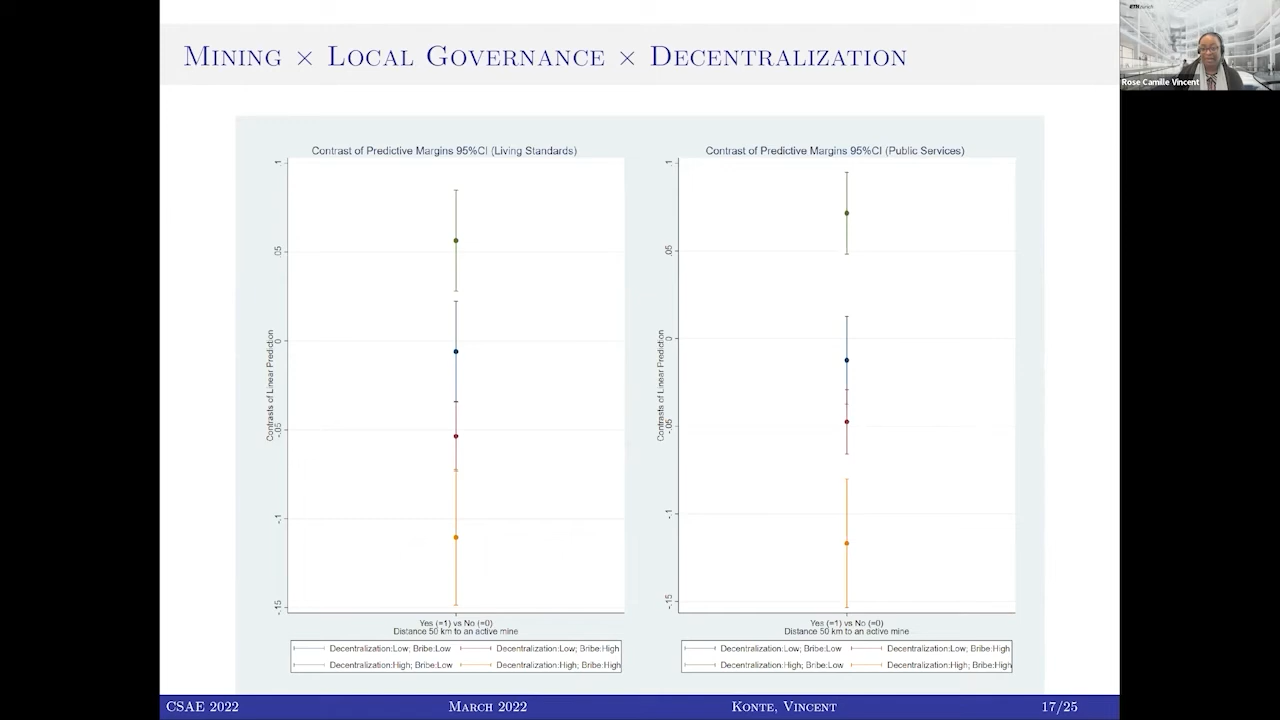 MINING × LOCAL GOVERNANCE × DECENTRALIZATION
Rose Camille Vincent
Contrast of Predictive Margins 95%CI (Living Standards)
Contrasts of Linear Prediction
.1
.05
0
-.05
-.1
-.15
Yes (=1) vs No (=0)
Distance 50 km to an active mine
Decentralization:Low; Bribe:Low
Decentralization:Low; Bribe:High
Decentralization:High; Bribe:Low
Decentralization:High; Bribe:High
Contrast of Predictive Margins 95%CI (Public Services)
Contrasts of Linear Prediction
.1
.05
0
-.05
-.1
-.15
Yes (=1) vs No (=0)
Distance 50 km to an active mine
Decentralization:Low; Bribe:Low
Decentralization:Low; Bribe:High
Decentralization:High; Bribe:Low
Decentralization:High; Bribe:High
CSAE 2022
MARCH 2022
KONTE, VINCENT
17/25